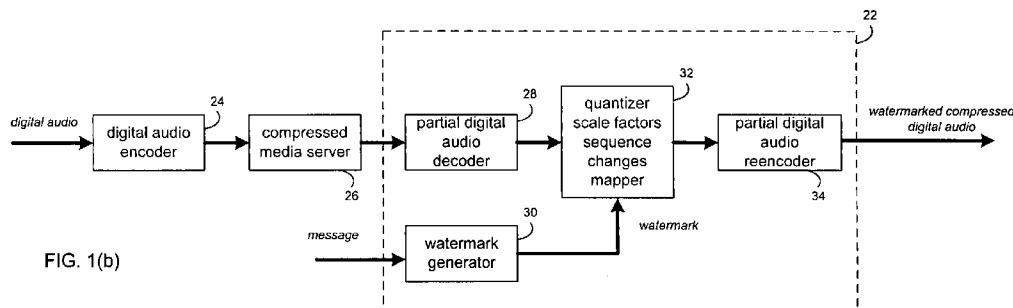 22
24
28
32
digital audio
digital audio
encoder
compressed
media server
26
partial digital
audio
decoder
quantizer
scale factors
sequence
changes
mapper
partial digital
audio
reencoder
34
watermarked compressed
digital audio
message
30
watermark
generator
watermark
FIG. 1(b)